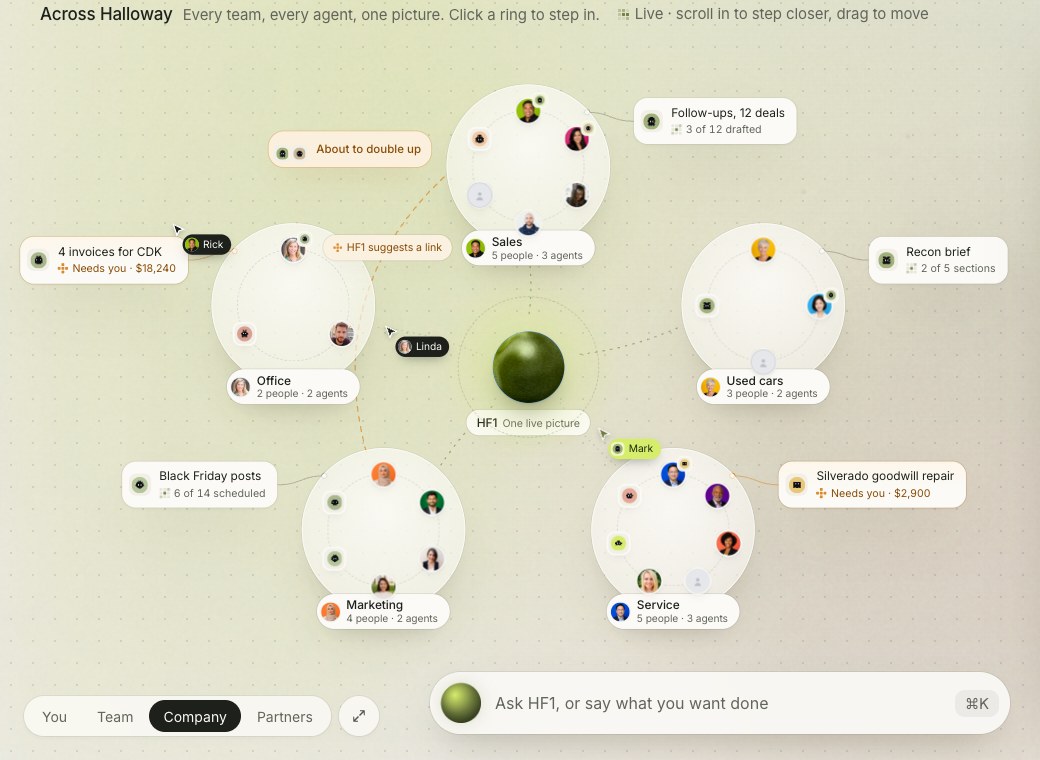 Across Halloway Every team, every agent, one picture. Click a ring to step in. Live · scroll in to step closer, drag to move
Follow-ups, 12 deals
3 of 12 drafted
About to double up
Rick
4 invoices for CDK
Needs you · $18,240
HF1 suggests a link
Sales
5 people · 3 agents
Recon brief
2 of 5 sections
Linda
Office
2 people · 2 agents
Used cars
3 people · 2 agents
HF1 One live picture
Mark
Black Friday posts
6 of 14 scheduled
Silverado goodwill repair
Needs you · $2,900
Marketing
4 people · 2 agents
Service
5 people · 3 agents
You
Team
Company
Partners
Ask HF1, or say what you want done
⌘K